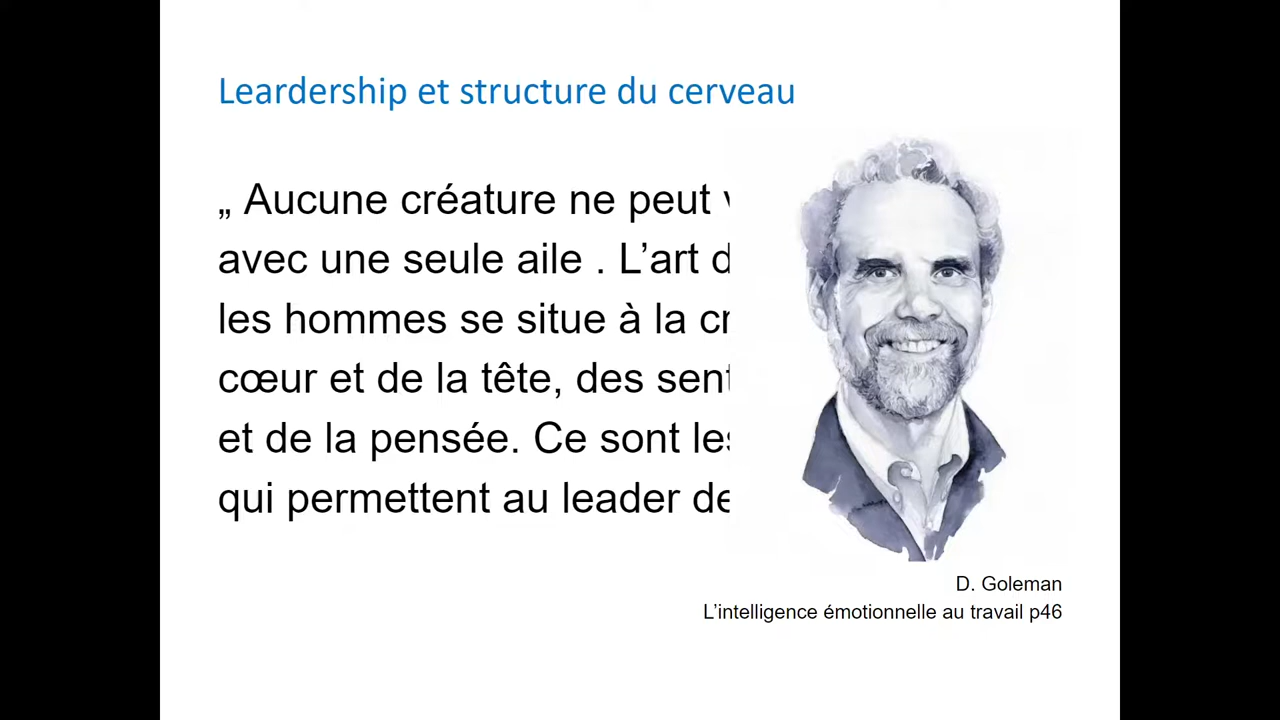 Leardership et structure du cerveau
„ Aucune créature ne peut
avec une seule aile . L’art
les hommes se situe à la
cœur et de la tête, des
et de la pensée. Ce sont
qui permettent au leader
D. Goleman
L’intelligence émotionnelle au travail p46